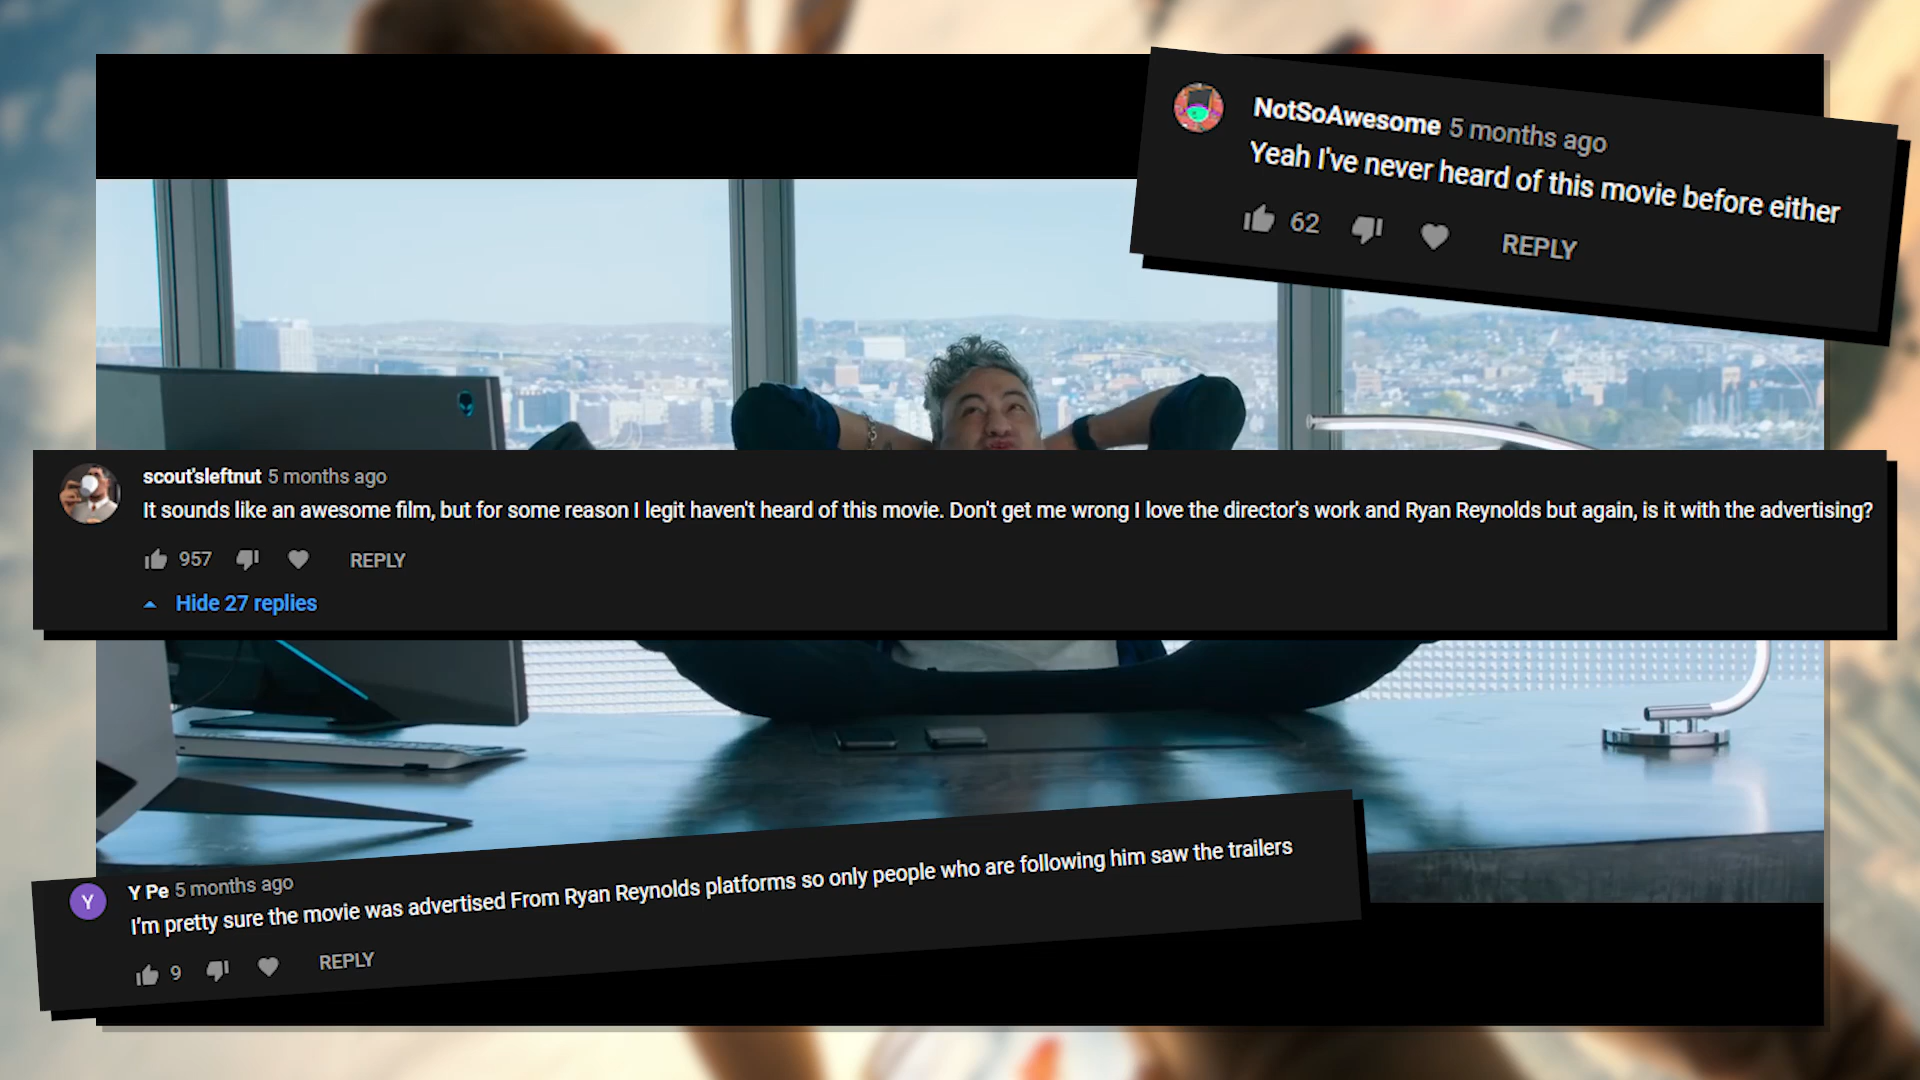 NotSoAwesome 5 months ago
Yeah I've never heard of this movie before either
62 REPLY
scout'sleftnut 5 months ago
It sounds like an awesome film, but for some reason I legit haven't heard of this movie. Don't get me wrong I love the director's work and Ryan Reynolds but again, is it with the advertising?
957 REPLY
Hide 27 replies
Y
Y Pe 5 months ago
I'm pretty sure the movie was advertised From Ryan Reynolds platforms so only people who are following him saw the trailers
9 REPLY